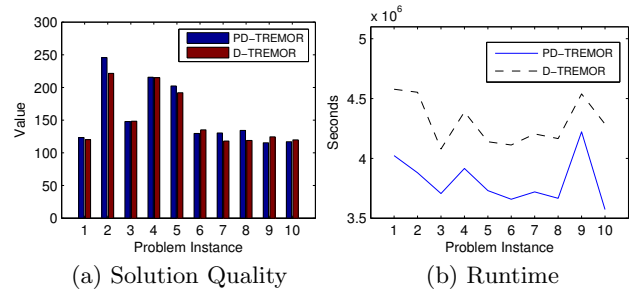 300
250
200
150
100
50
0
Value
PD−TREMOR
D−TREMOR
1 2 3 4 5 6 7 8 9 10
Problem Instance
(a) Solution Quality
x 10^6
5
4.5
4
3.5
Seconds
PD−TREMOR
D−TREMOR
1 2 3 4 5 6 7 8 9 10
Problem Instance
(b) Runtime